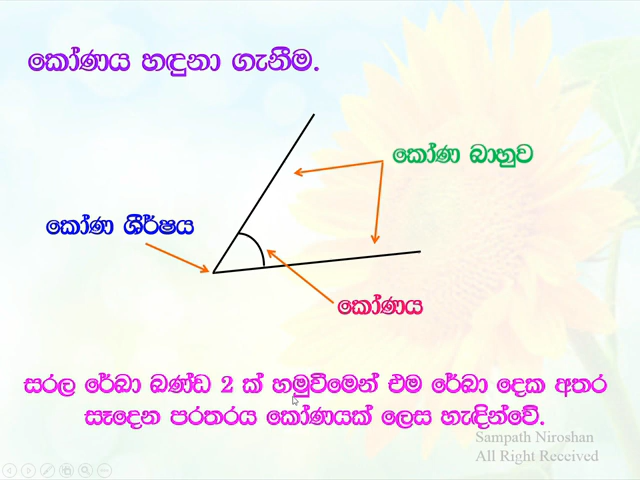 කෝණය හඳුනා ගැනීම.
කෝණ බාහුව
කෝණ ශීර්ෂය
කෝණය
සරල රේඛා ඛණ්ඩ 2 ක් හමුවීමෙන් එම රේඛා දෙක අතර
සෑදෙන පරතරය කෝණයක් ලෙස හැඳින්වේ.
Sampath Niroshan
All Right Received